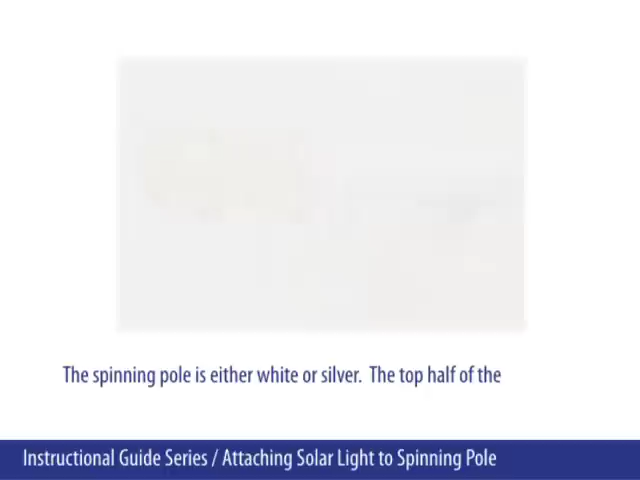 The spinning pole is either white or silver.  The top half of the
Instructional Guide Series / Attaching Solar Light to Spinning Pole